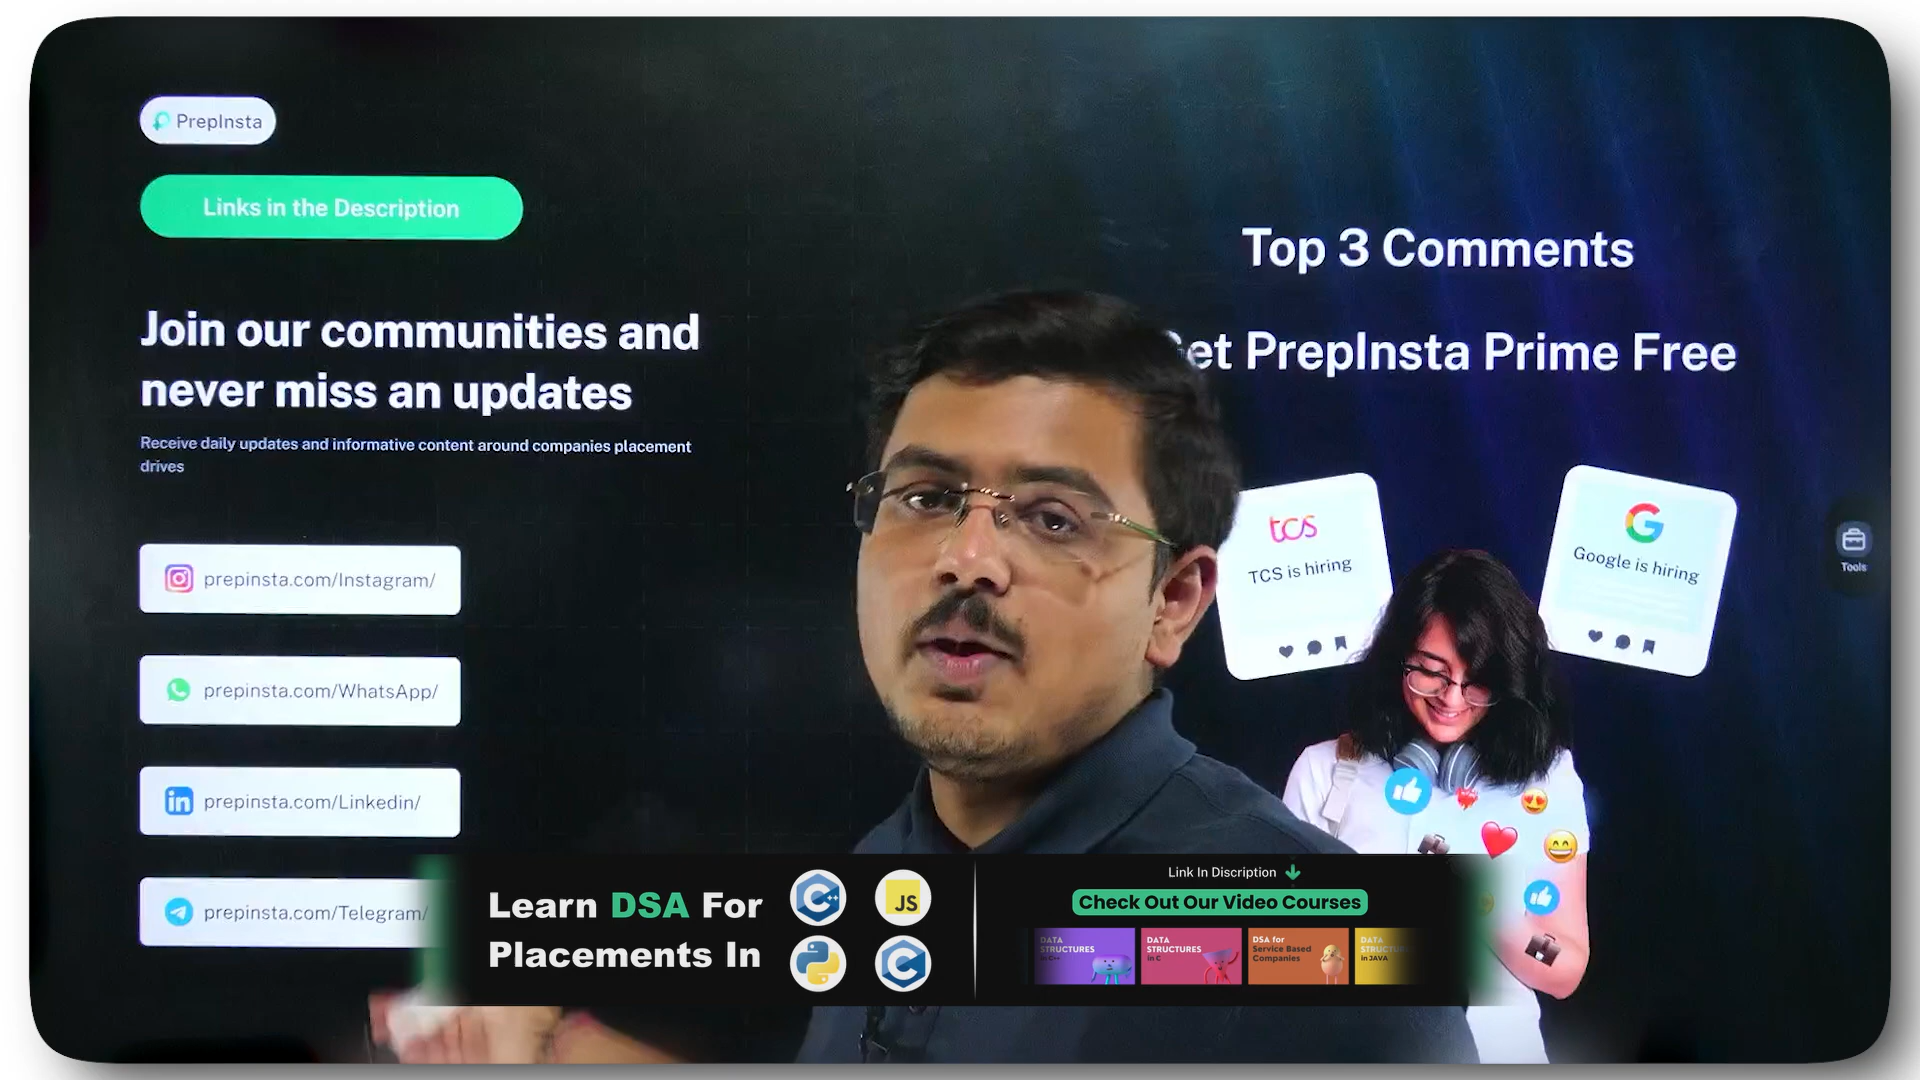 PrepInsta
Links in the Description
Join our communities and
never miss an updates
Receive daily updates and informative content around companies placement
drives
prepinsta.com/Instagram/
prepinsta.com/WhatsApp/
prepinsta.com/Linkedin/
prepinsta.com/Telegram/
Top 3 Comments
Get PrepInsta Prime Free
tcs
TCS is hiring
G
Google is hiring
Tools
Learn DSA For
Placements In
C++
JS
C
Link In Discription
Check Out Our Video Courses
DATA
STRUCTURES
in C++
DATA
STRUCTURES
in C
DSA for
Service Based
Companies
DATA
STRUCTURES
in JAVA